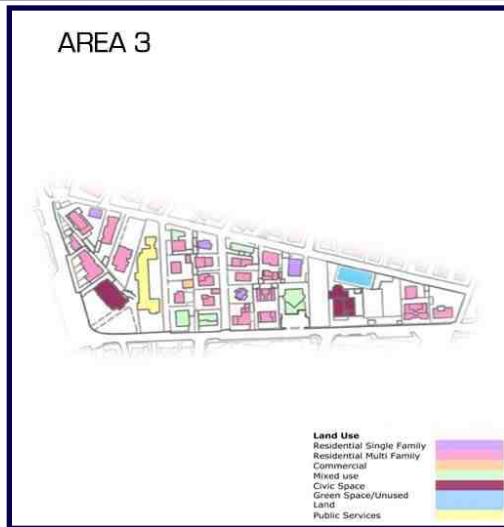 AREA 3
Land Use
Residential Single Family
Residential Multi Family
Commercial
Mixed use
Civic Space
Green Space/Unused
Land
Public Services